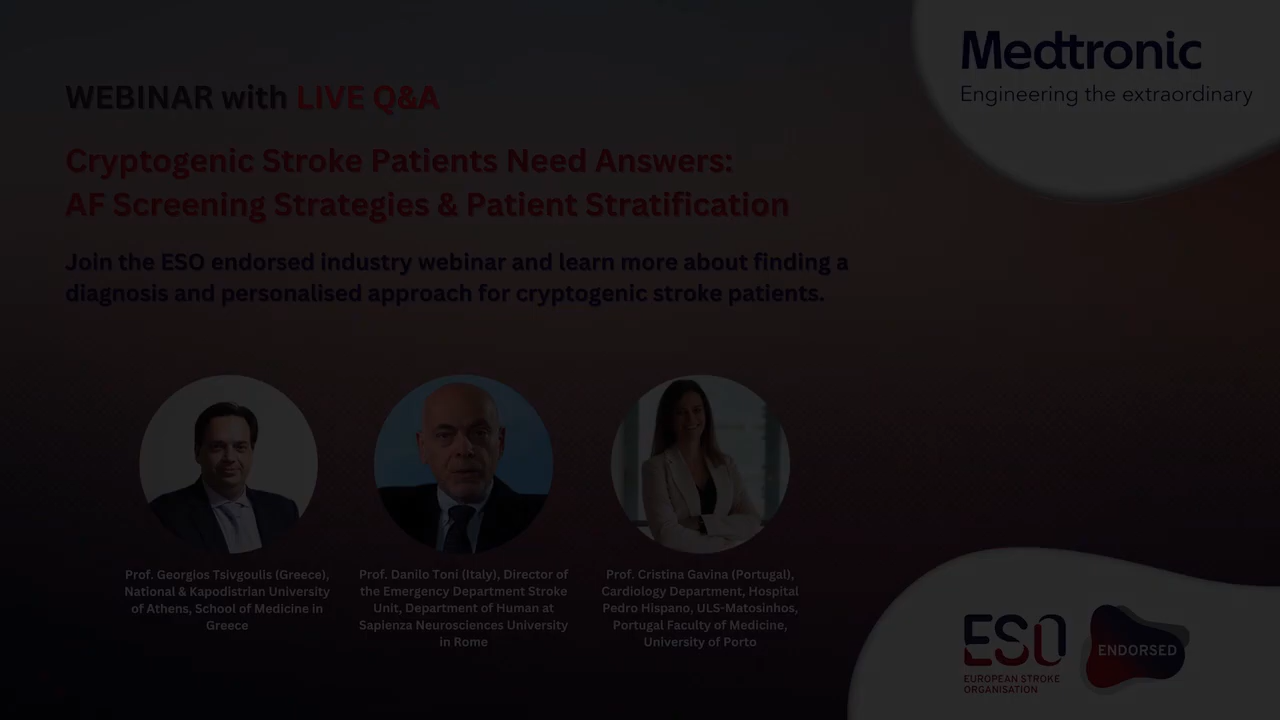 Medtronic
Engineering the extraordinary
WEBINAR with LIVE Q&A
Cryptogenic Stroke Patients Need Answers:
AF Screening Strategies & Patient Stratification
Join the ESO endorsed industry webinar and learn more about finding a
diagnosis and personalised approach for cryptogenic stroke patients.
Prof. Georgios Tsivgoulis (Greece),
National & Kapodistrian University
of Athens, School of Medicine in
Greece
Prof. Danilo Toni (Italy), Director of
the Emergency Department Stroke
Unit, Department of Human at
Sapienza Neurosciences University
in Rome
Prof. Cristina Gavina (Portugal),
Cardiology Department, Hospital
Pedro Hispano, ULS-Matosinhos,
Portugal Faculty of Medicine,
University of Porto
ESO
EUROPEAN STROKE
ORGANISATION
ENDORSED